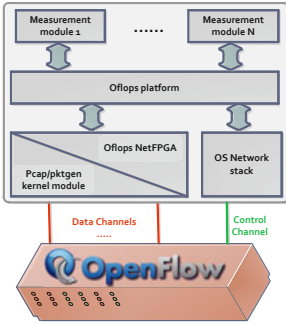 Measurement
module 1
......
Measurement
module N
Oflops platform
Oflops NetFPGA
Pcap/pktgen
kernel module
OS Network
stack
Data Channels
.....
Control
Channel
OpenFlow